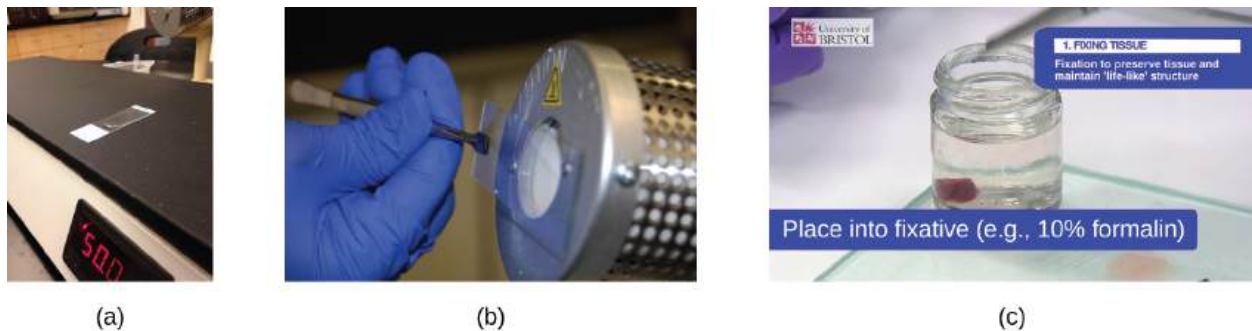 University of
BRISTOL
1. FIXING TISSUE
Fixation to preserve tissue and
maintain 'life-like' structure
50.0
Place into fixative (e.g., 10% formalin)
(a)
(b)
(c)